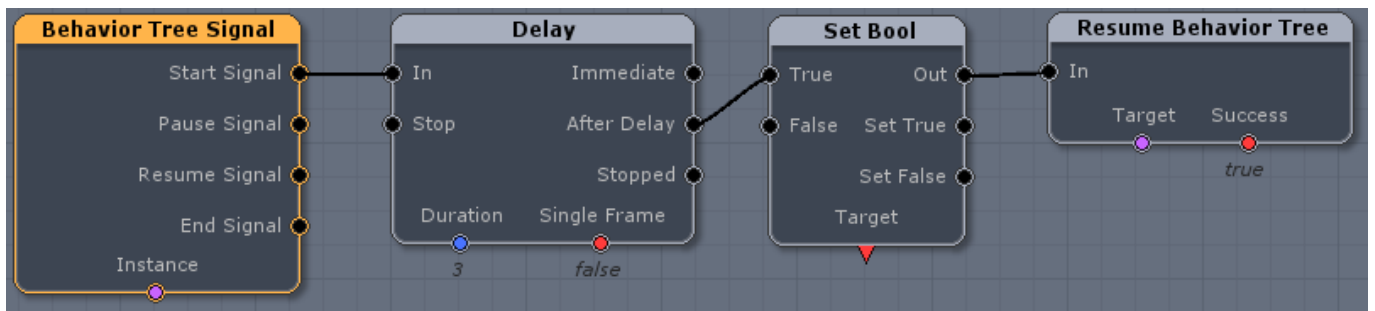 Behavior Tree Signal
Start Signal
Pause Signal
Resume Signal
End Signal
Instance
Delay
In Immediate
Stop After Delay
Stopped
Duration Single Frame
3 false
Set Bool
True Out
False Set True
Set False
Target
Resume Behavior Tree
In
Target Success
true